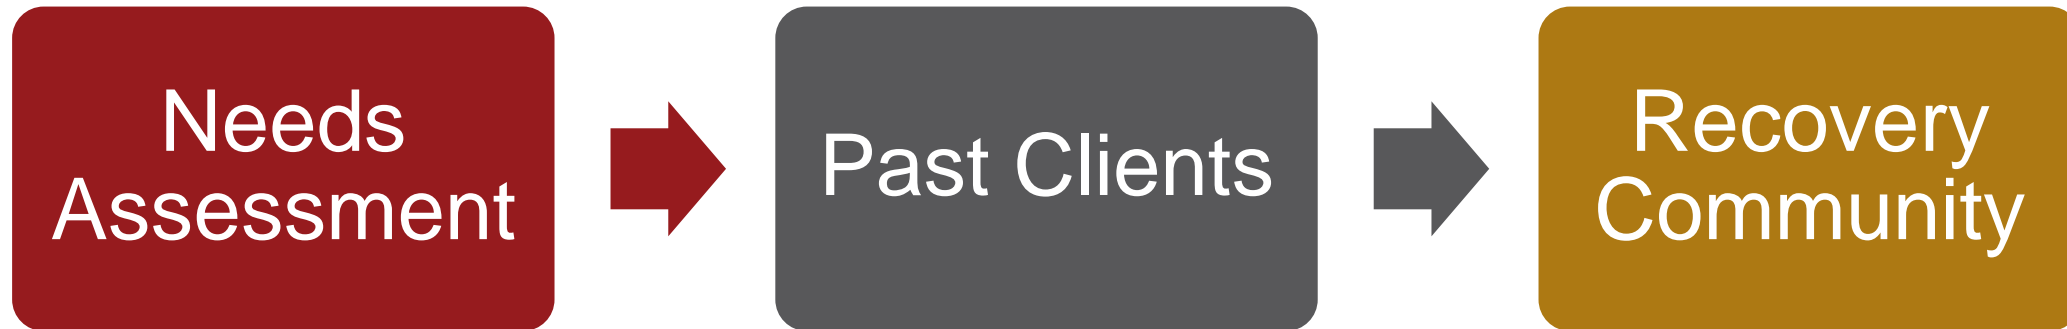 Needs
Assessment
Past Clients
Recovery
Community